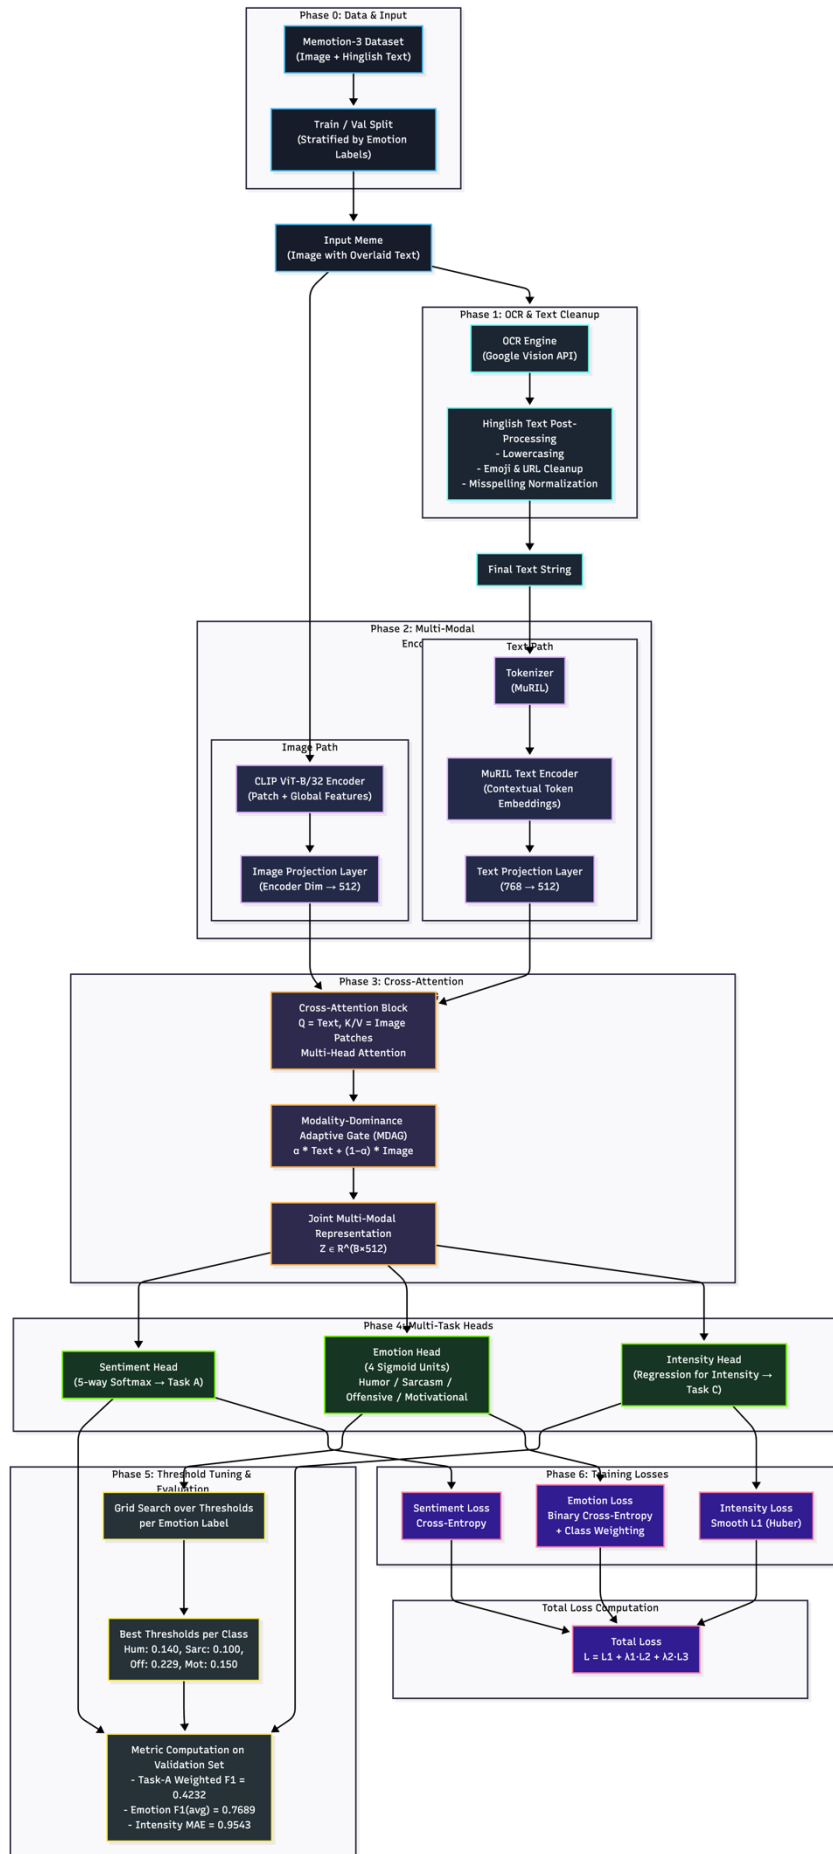 Phase 0: Data & Input
Memotion-3 Dataset
(Image + Hinglish Text)
Train / Val Split
(Stratified by Emotion
Labels)
Input Meme
(Image with Overlaid Text)
Phase 1: OCR & Text Cleanup
OCR Engine
(Google Vision API)
Hinglish Text Post-
Processing
- Lowercasing
- Emoji & URL Cleanup
- Misspelling Normalization
Final Text String
Phase 2: Multi-Modal
Text Path
Tokenizer
(MuRIL)
Image Path
CLIP ViT-B/32 Encoder
(Patch + Global Features)
MuRIL Text Encoder
(Contextual Token
Embeddings)
Image Projection Layer
(Encoder Dim → 512)
Text Projection Layer
(768 → 512)
Phase 3: Cross-Attention
Cross-Attention Block
Q = Text, K/V = Image
Patches
Multi-Head Attention
Modality-Dominance
Adaptive Gate (MDAG)
α * Text + (1-α) * Image
Joint Multi-Modal
Representation
Z ∈ R^(B×512)
Phase 4: Multi-Task Heads
Sentiment Head
(5-way Softmax → Task A)
Emotion Head
(4 Sigmoid Units)
Humor / Sarcasm /
Offensive / Motivational
Intensity Head
(Regression for Intensity →
Task C)
Phase 5: Threshold Tuning &
Evaluation
Grid Search over Thresholds
per Emotion Label
Best Thresholds per Class
Hum: 0.140, Sarc: 0.100,
Off: 0.229, Mot: 0.150
Metric Computation on
Validation Set
- Task-A Weighted F1 =
0.4232
- Emotion F1(avg) = 0.7689
- Intensity MAE = 0.9543
Phase 6: Training Losses
Sentiment Loss
Cross-Entropy
Emotion Loss
Binary Cross-Entropy
+ Class Weighting
Intensity Loss
Smooth L1 (Huber)
Total Loss Computation
Total Loss
L = L1 + λ1·L2 + λ2·L3